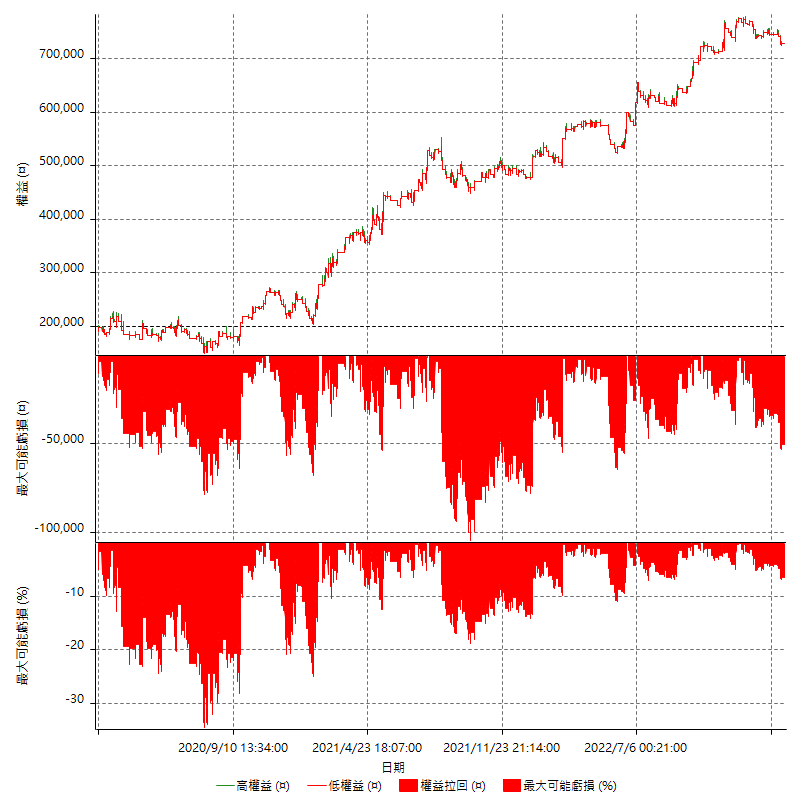 700,000
600,000
500,000
400,000
300,000
200,000
權益 (¤)
-50,000
-100,000
最大可能虧損 (¤)
-10
-20
-30
最大可能虧損 (%)
2020/9/10 13:34:00
2021/4/23 18:07:00
2021/11/23 21:14:00
2022/7/6 00:21:00
日期
高權益 (¤)
低權益 (¤)
權益拉回 (¤)
最大可能虧損 (%)